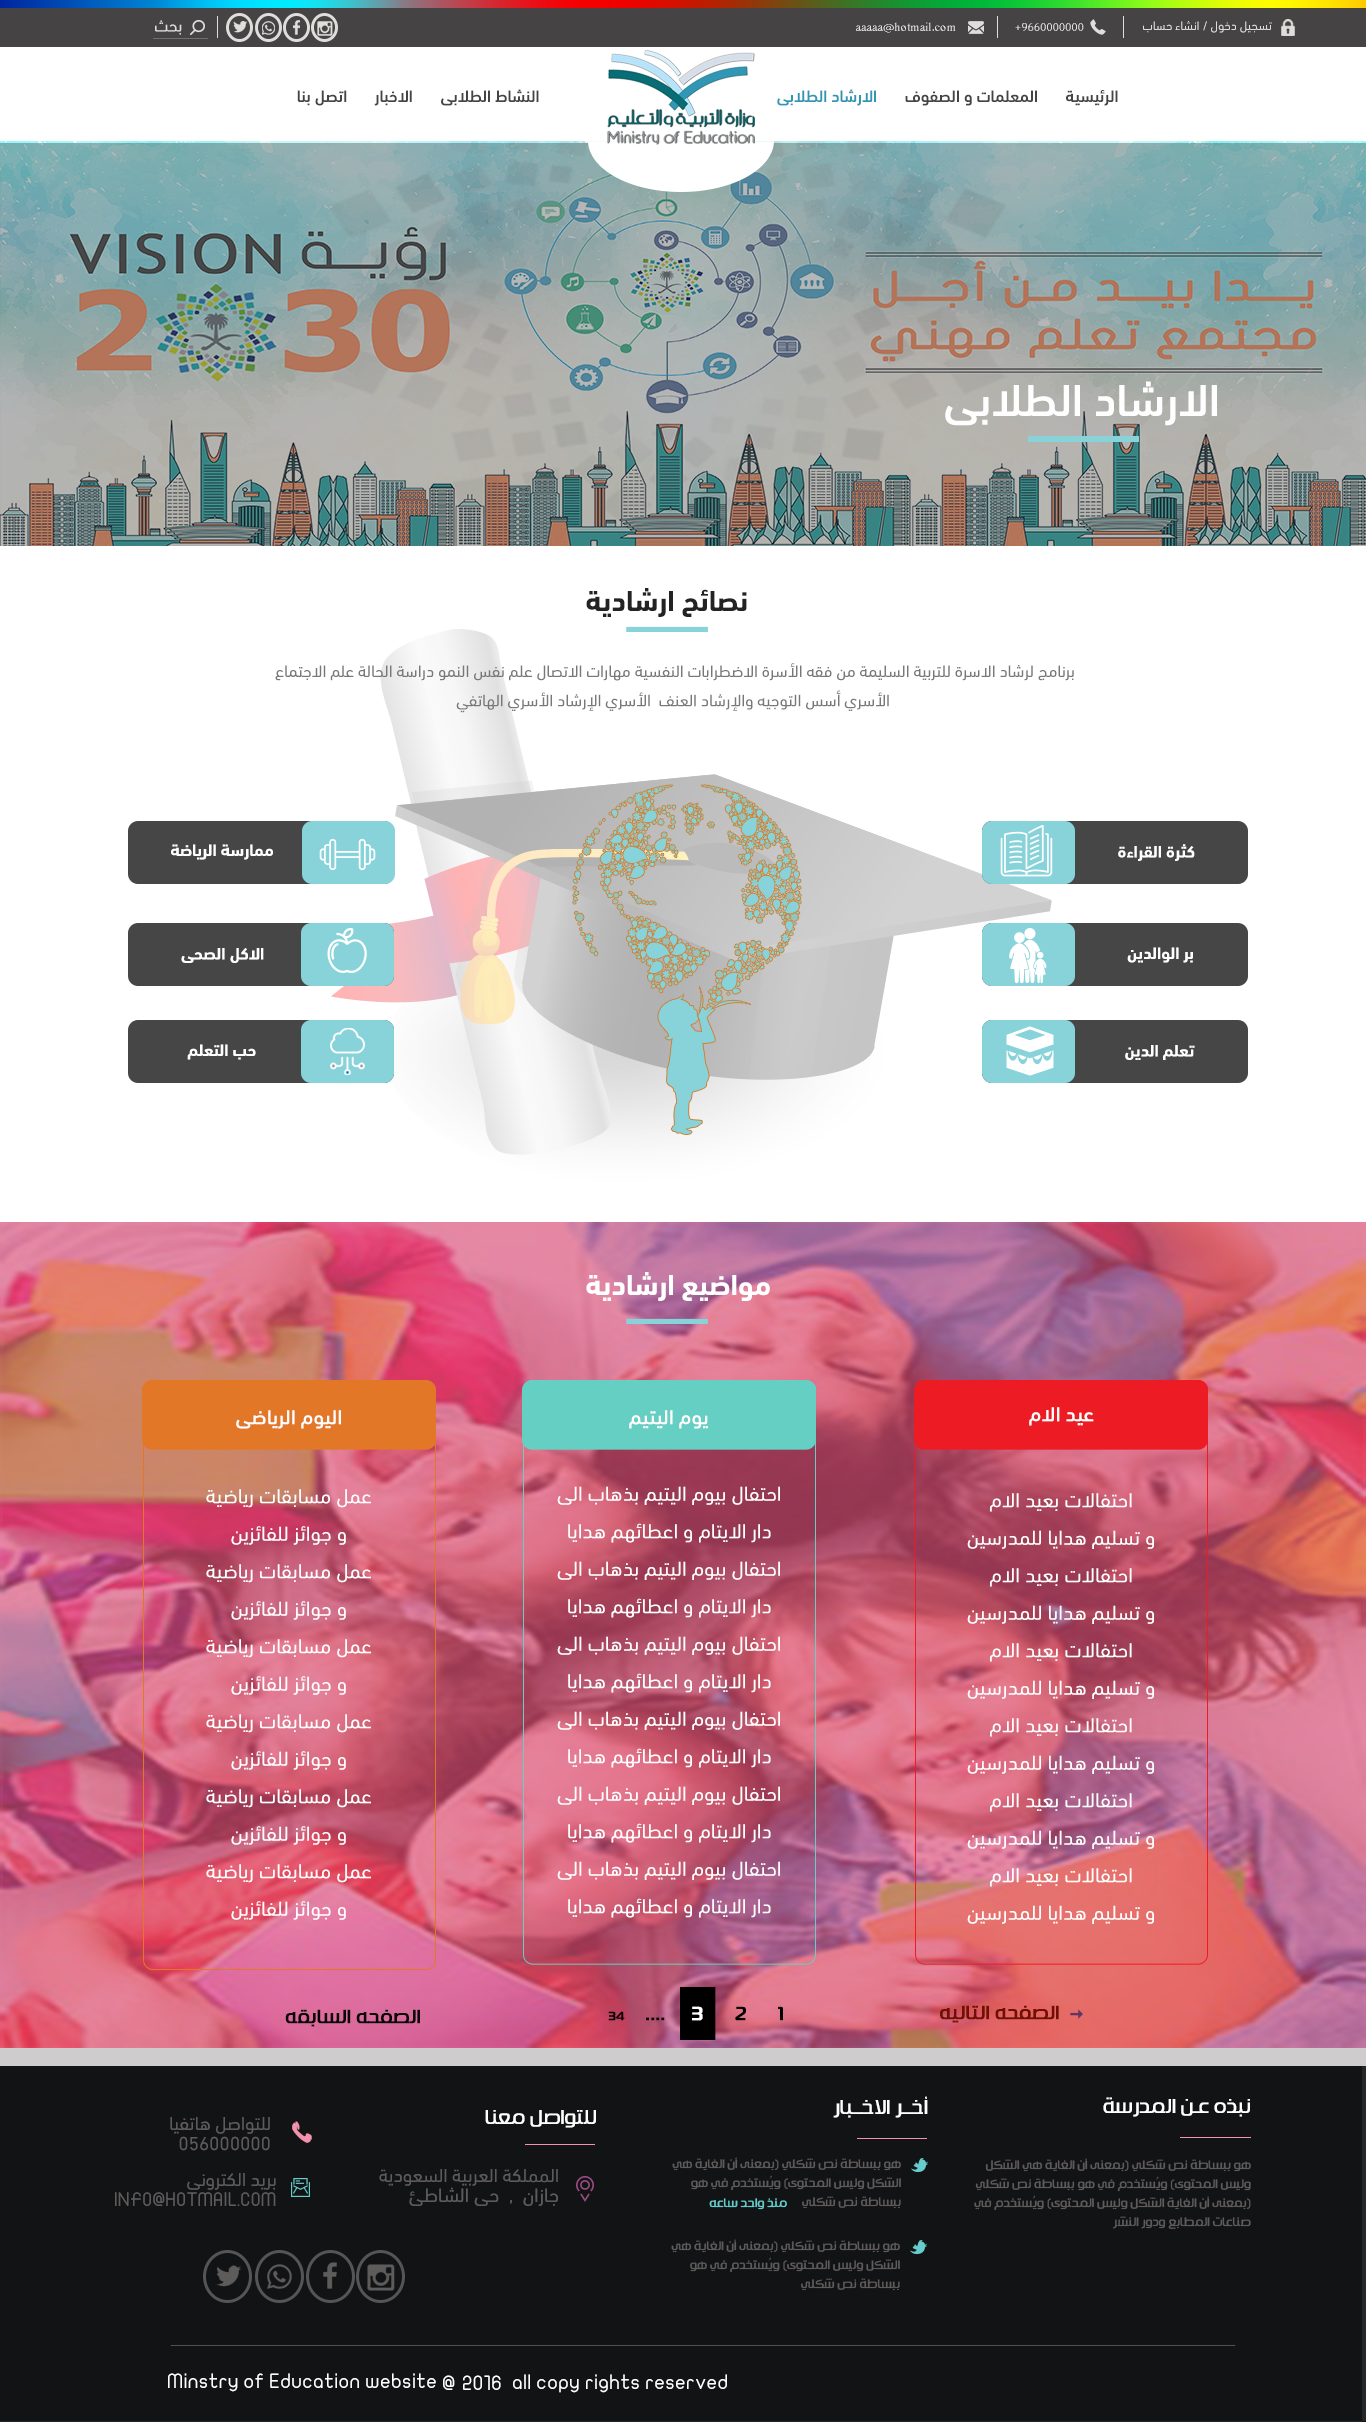 تسجيل دخول / انشاء حساب
+9660000000
aaaaa@hotmail.com
بحث
الرئيسية
المعلمات و الصفوف
الارشاد الطلابى
وزارة التربية والتعليم
Ministry of Education
النشاط الطلابى
الاخبار
اتصل بنا
يـــدا بيــد مــن أجــل
مجتمع تعلم مهني
الارشاد الطلابى
VISION رؤيــة
2030
نصائح ارشادية
برنامج لرشاد الاسرة للتربية السليمة من فقه الأسرة الاضطرابات النفسية مهارات الاتصال علم نفس النمو دراسة الحالة علم الاجتماع
الأسري أسس التوجيه والإرشاد العنف الأسري الإرشاد الأسري الهاتفي
كثرة القراءة
ممارسة الرياضة
بر الوالدين
الاكل الصحى
تعلم الدين
حب التعلم
مواضيع ارشادية
عيد الام
احتفالات بعيد الام
و تسليم هدايا للمدرسين
احتفالات بعيد الام
و تسليم هدايا للمدرسين
احتفالات بعيد الام
و تسليم هدايا للمدرسين
احتفالات بعيد الام
و تسليم هدايا للمدرسين
احتفالات بعيد الام
و تسليم هدايا للمدرسين
احتفالات بعيد الام
و تسليم هدايا للمدرسين
يوم اليتيم
احتفال بيوم اليتيم بذهاب الى
دار الايتام و اعطائهم هدايا
احتفال بيوم اليتيم بذهاب الى
دار الايتام و اعطائهم هدايا
احتفال بيوم اليتيم بذهاب الى
دار الايتام و اعطائهم هدايا
احتفال بيوم اليتيم بذهاب الى
دار الايتام و اعطائهم هدايا
احتفال بيوم اليتيم بذهاب الى
دار الايتام و اعطائهم هدايا
احتفال بيوم اليتيم بذهاب الى
دار الايتام و اعطائهم هدايا
اليوم الرياضى
عمل مسابقات رياضية
و جوائز للفائزين
عمل مسابقات رياضية
و جوائز للفائزين
عمل مسابقات رياضية
و جوائز للفائزين
عمل مسابقات رياضية
و جوائز للفائزين
عمل مسابقات رياضية
و جوائز للفائزين
عمل مسابقات رياضية
و جوائز للفائزين
الصفحه التاليه
1 2 3 .... 34
الصفحه السابقه
نبذه عن المدرسة
هو ببساطة نص شكلي (بمعنى أن الغاية هي الشكل
وليس المحتوى) ويُستخدم في هو ببساطة نص شكلي
(بمعنى أن الغاية الشكل وليس المحتوى) ويُستخدم في
صناعات المطابع ودور النشر
أخــر الاخــبار
هو ببساطة نص شكلي (بمعنى أن الغاية هي
الشكل وليس المحتوى) ويُستخدم في هو
ببساطة نص شكلي منذ واحد ساعه
هو ببساطة نص شكلي (بمعنى أن الغاية هي
الشكل وليس المحتوى) ويُستخدم في هو
ببساطة نص شكلي
للتواصل معنا
المملكة العربية السعودية
جازان , حى الشاطئ
للتواصل هاتفيا
056000000
بريد الكترونى
INFO@HOTMAIL.COM
Minstry of Education website @ 2016 all copy rights reserved